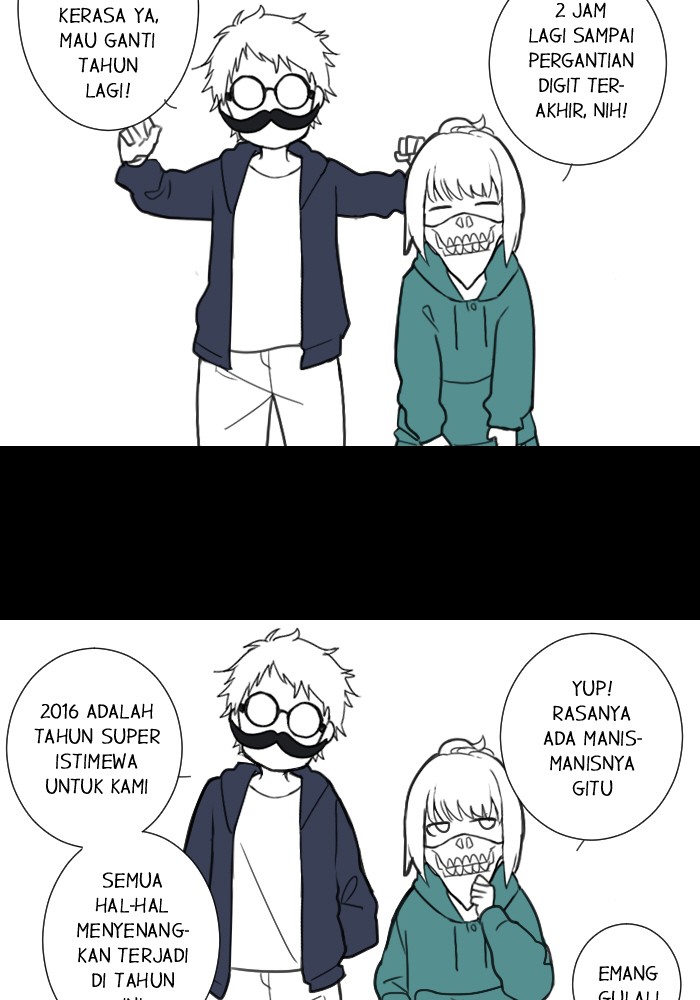 KERASA YA,
MAU GANTI
TAHUN
LAGI!
2 JAM
LAGI SAMPAI
PERGANTIAN
DIGIT TER-
AKHIR, NIH!
2016 ADALAH
TAHUN SUPER
ISTIMEWA
UNTUK KAMI
YUP!
RASANYA
ADA MANIS-
MANISNYA
GITU
SEMUA
HAL-HAL
MENYENANG-
KAN TERJADI
DI TAHUN
EMANG